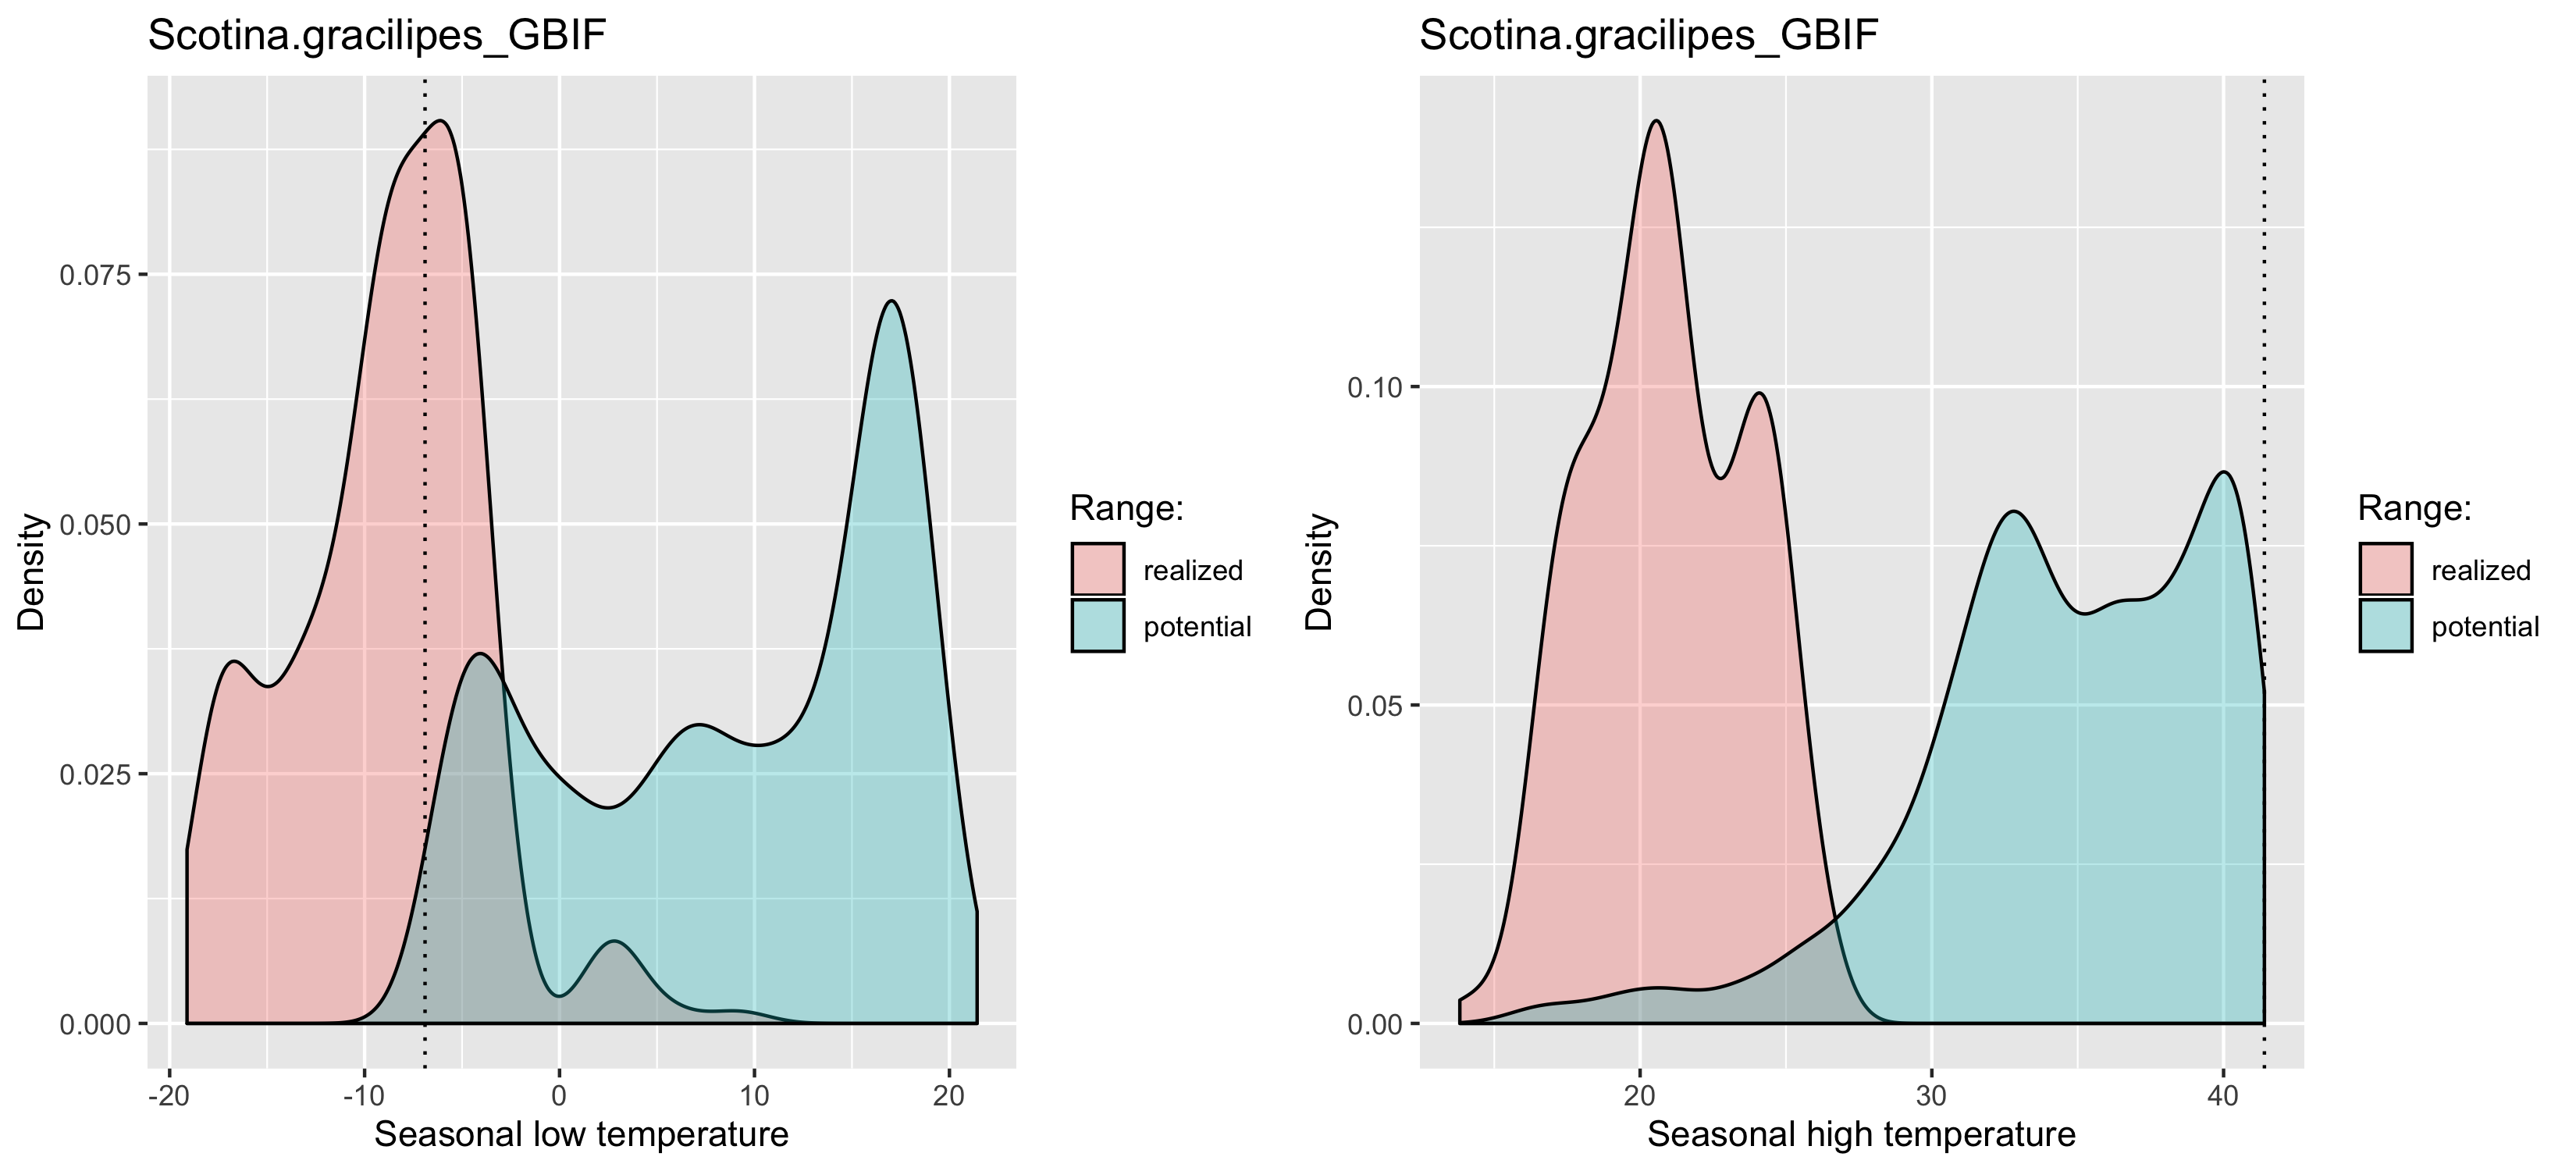 Scotina.gracilipes_GBIF
Density
0.075
0.050
0.025
0.000
-20 -10 0 10 20
Seasonal low temperature
Range:
realized
potential
Scotina.gracilipes_GBIF
Density
0.10
0.05
0.00
20 30 40
Seasonal high temperature
Range:
realized
potential